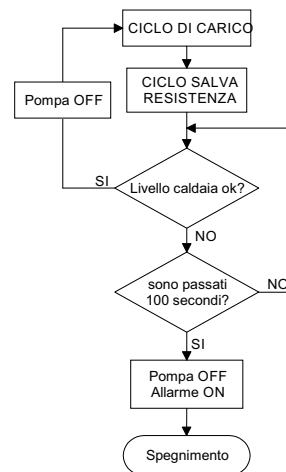 CICLO DI CARICO
CICLO SALVA
RESISTENZA
Pompa OFF
SI
Livello caldaia ok?
NO
sono passati
100 secondi?
NO
SI
Pompa OFF
Allarme ON
Spegnimento